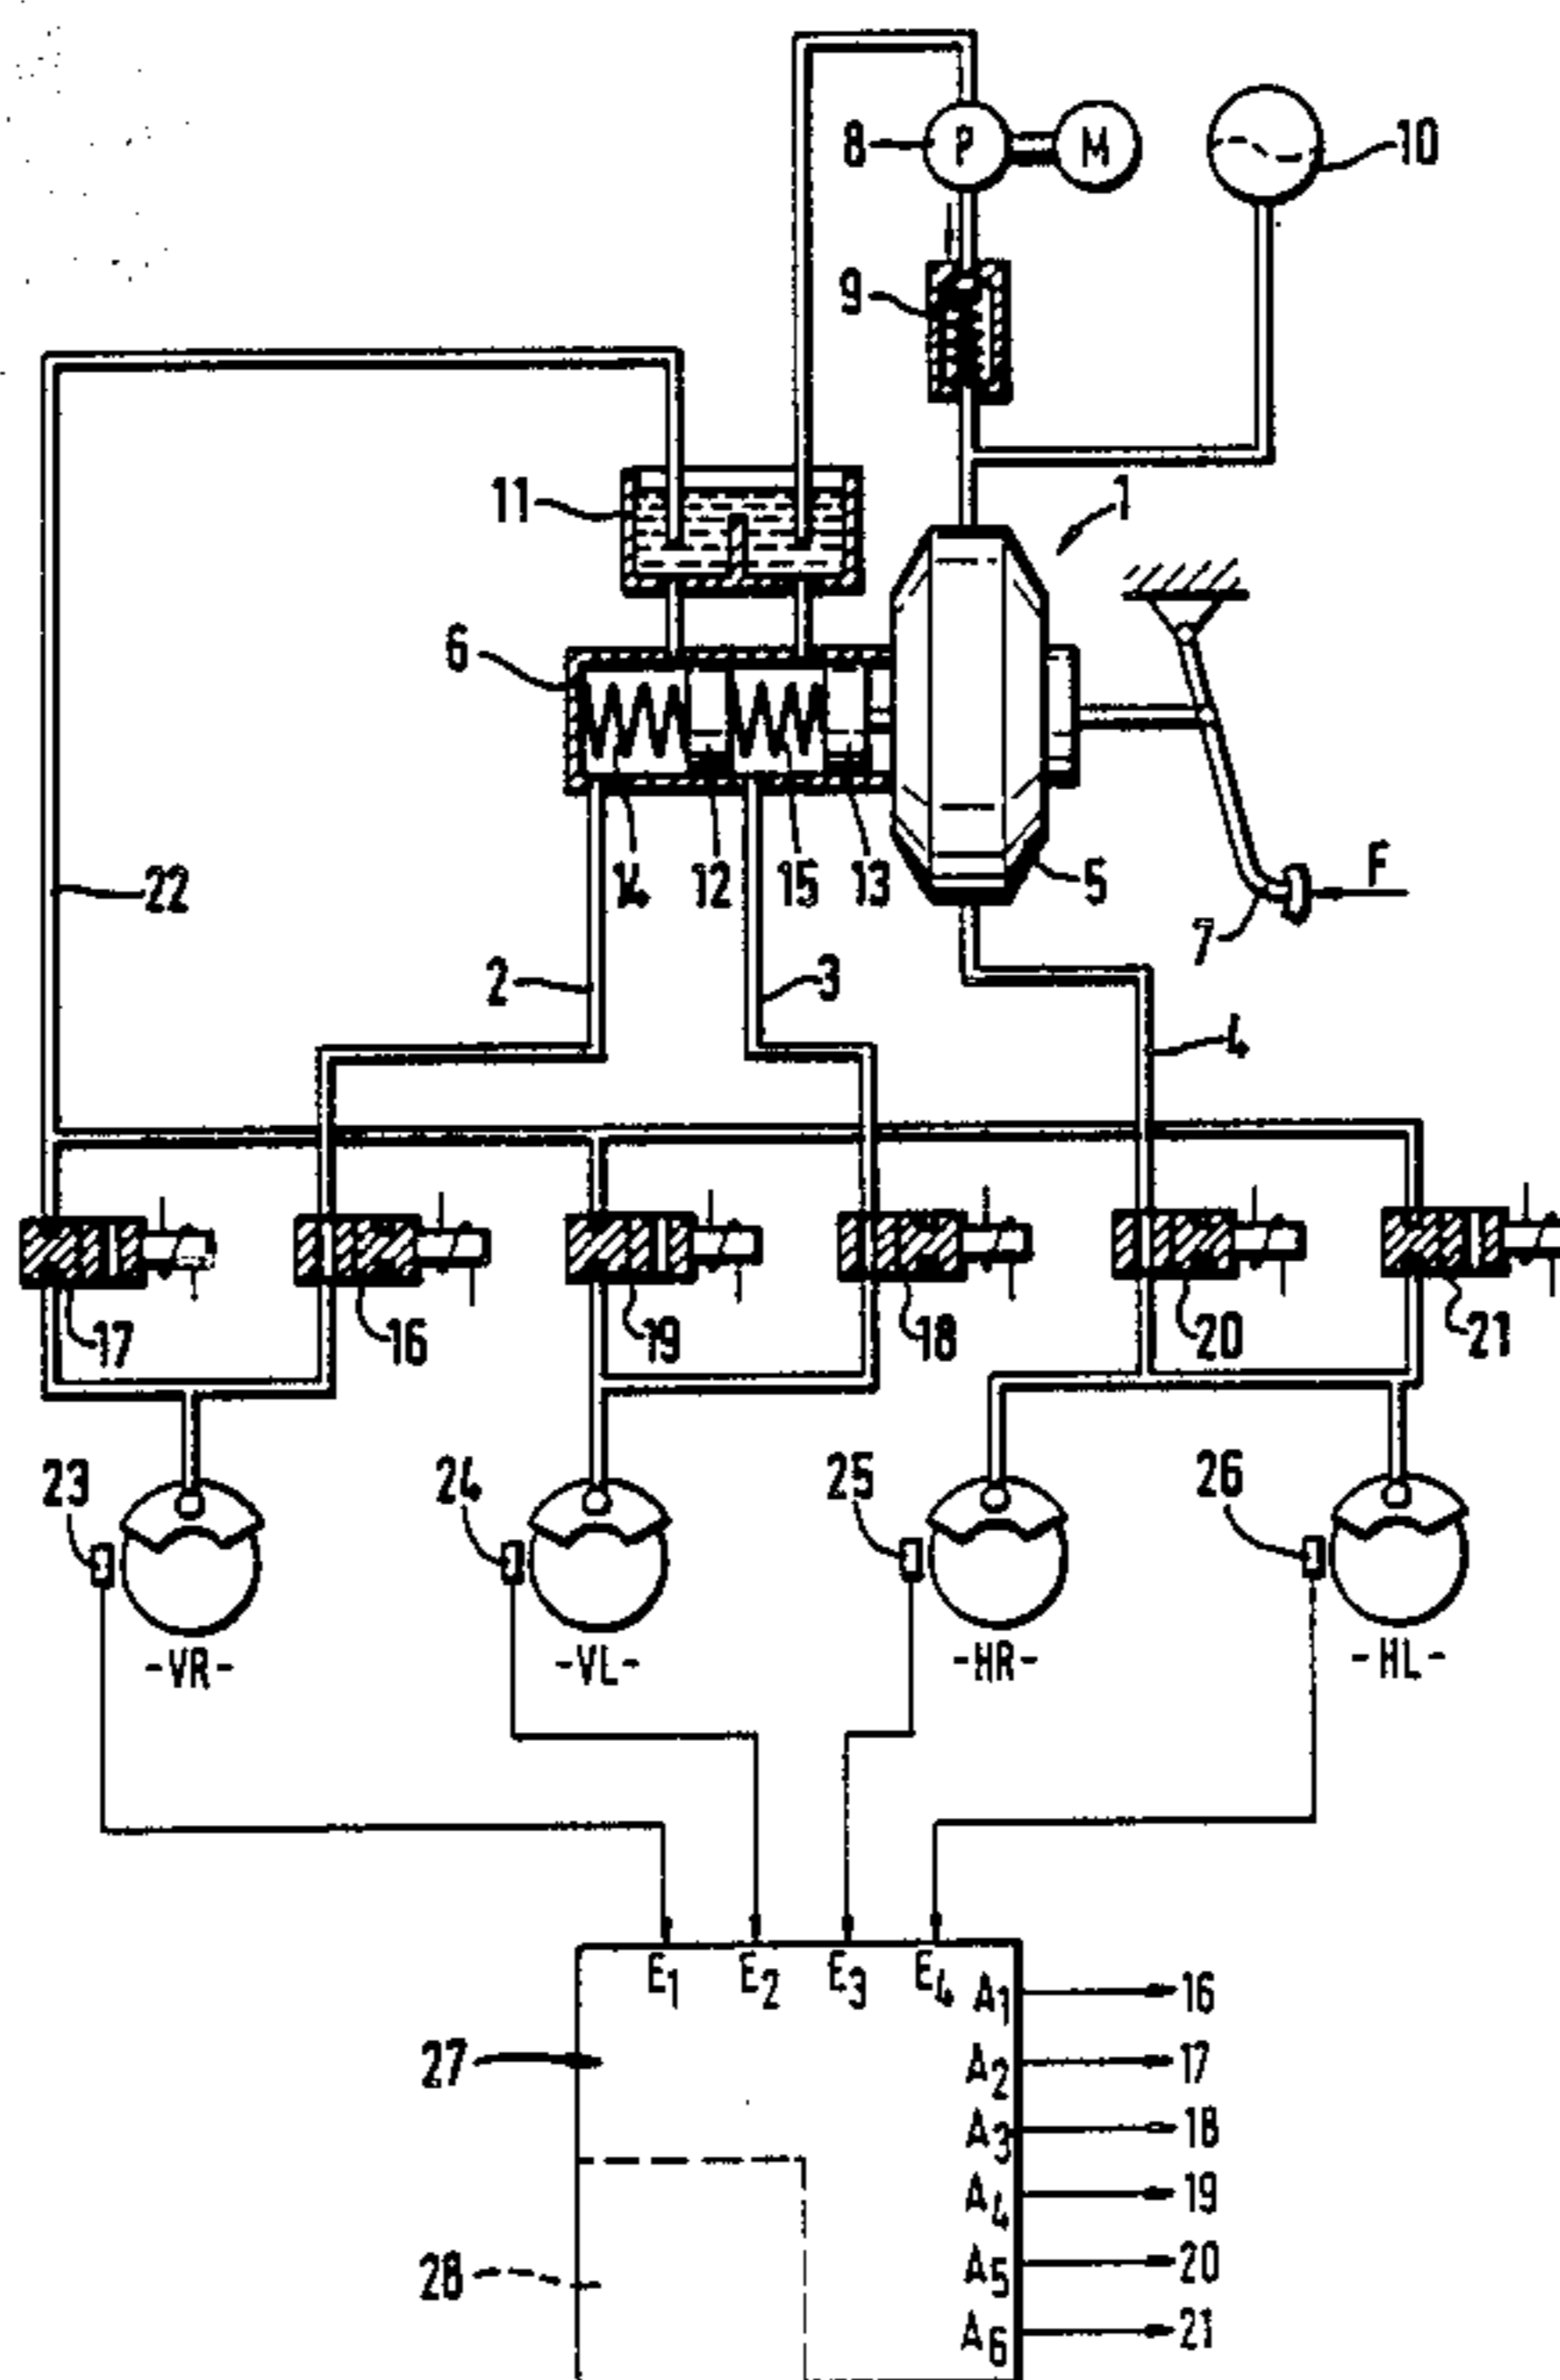 8 P M 10
9
11 1
6
14 12 15 13 5 F
22
7
2 3
4
17 16 19 18 20 21
23 24 25 26
-VR- -VL- -HR- -HL-
E1 E2 E3 E4
A1 16
27 A2 17
A3 18
A4 19
28 A5 20
A6 21